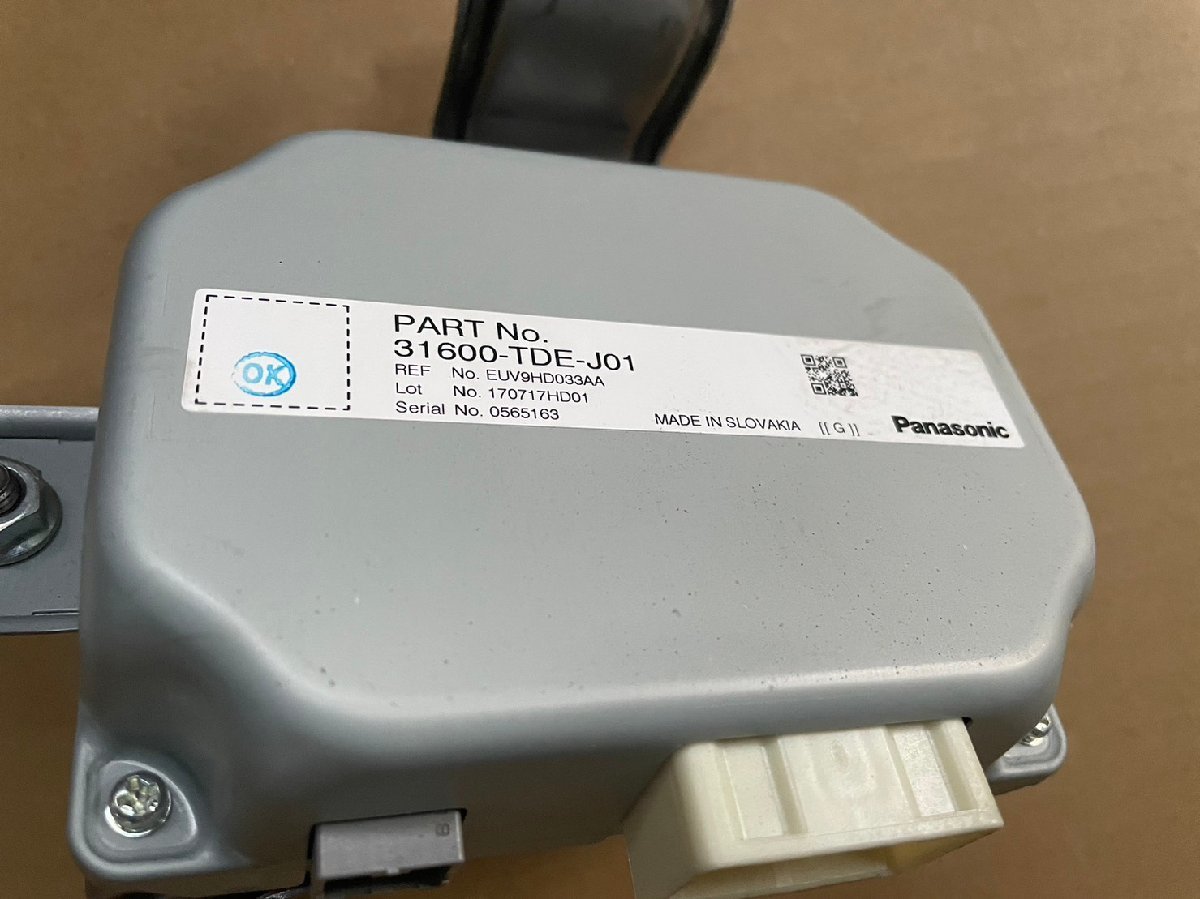 OK
PART No.
31600-TDE-J01
REF No. EUV9HD033AA
Lot No. 170717HD01
Serial No. 0565163
MADE IN SLOVAKIA (( G )) Panasonic
8